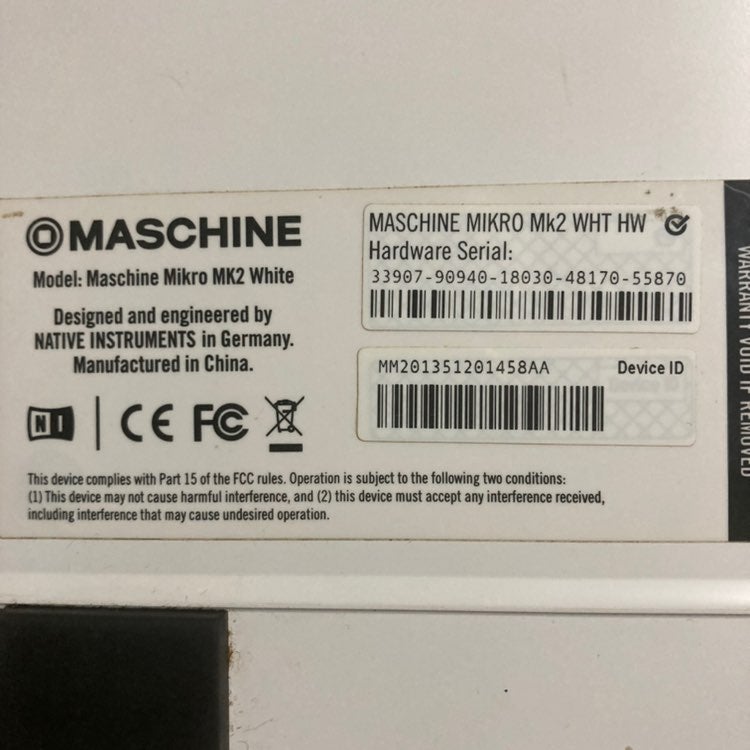 MASCHINE
Model: Maschine Mikro MK2 White
Designed and engineered by
NATIVE INSTRUMENTS in Germany.
Manufactured in China.
NI
CE FC
This device complies with Part 15 of the FCC rules. Operation is subject to the following two conditions:
(1) This device may not cause harmful interference, and (2) this device must accept any interference received,
including interference that may cause undesired operation.
MASCHINE MIKRO Mk2 WHT HW
Hardware Serial:
33907-90940-18030-48170-55870
MM201351201458AA Device ID
WARRANTY VOID IF REMOVED